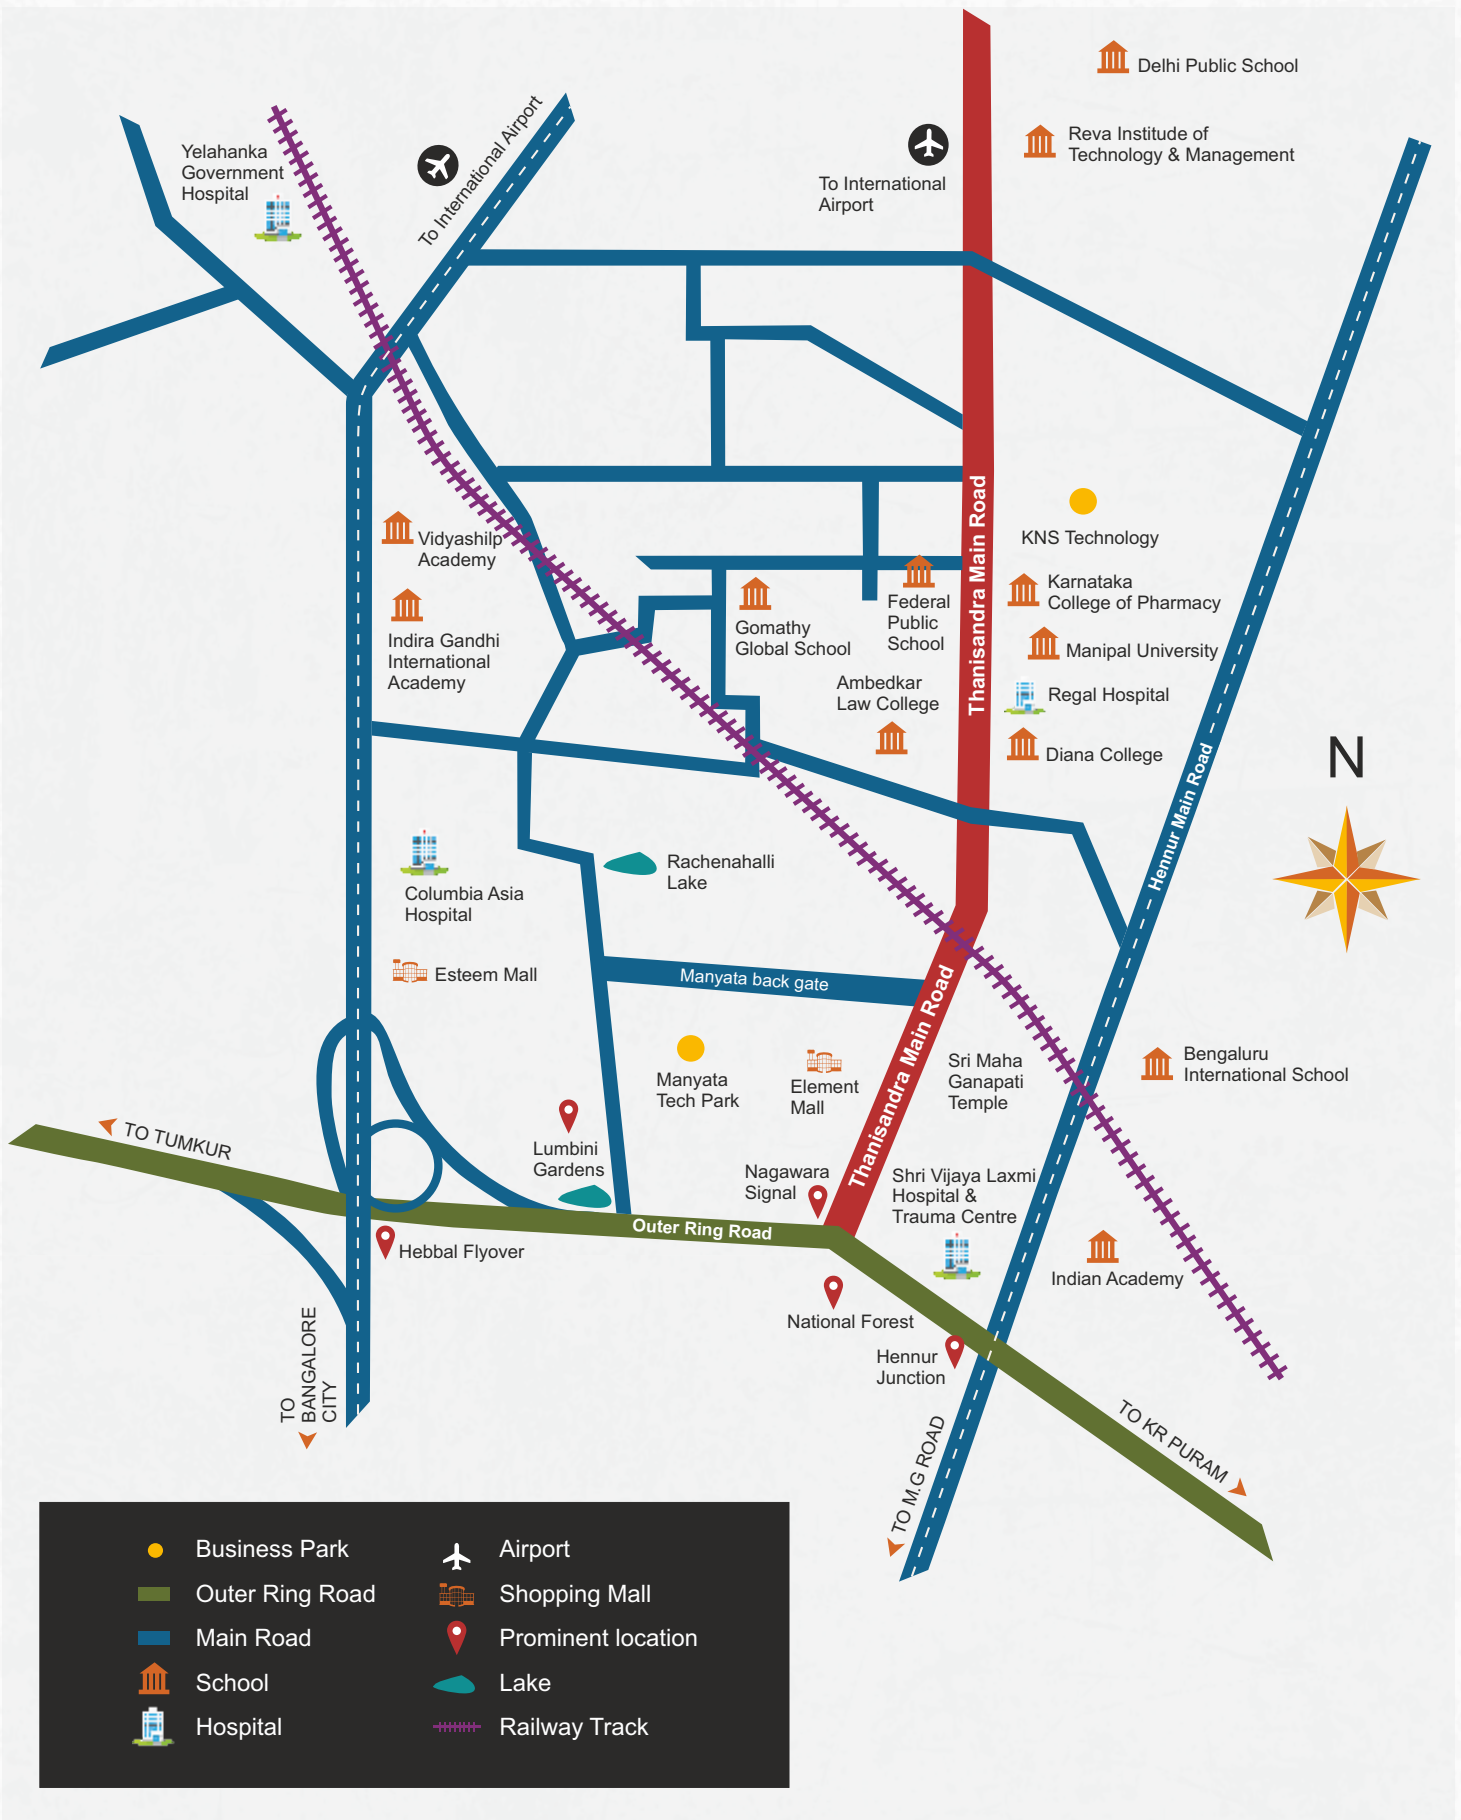 Delhi Public School
Reva Institude of
Technology & Management
Yelahanka
Government
Hospital
To International Airport
To International
Airport
Thanisandra Main Road
KNS Technology
Vidyashilp
Academy
Karnataka
College of Pharmacy
Federal
Public
School
Gomathy
Global School
Indira Gandhi
International
Academy
Manipal University
Ambedkar
Law College
Regal Hospital
Diana College
N
Hennur Main Road
Rachenahalli
Lake
Columbia Asia
Hospital
Esteem Mall
Manyata back gate
Thanisandra Main Road
Manyata
Tech Park
Element
Mall
Sri Maha
Ganapati
Temple
Bengaluru
International School
TO TUMKUR
Lumbini
Gardens
Nagawara
Signal
Shri Vijaya Laxmi
Hospital &
Trauma Centre
Outer Ring Road
Hebbal Flyover
Indian Academy
National Forest
Hennur
Junction
TO
BANGALORE
CITY
TO M.G ROAD
TO KR PURAM
Business Park
Outer Ring Road
Main Road
School
Hospital
Airport
Shopping Mall
Prominent location
Lake
Railway Track